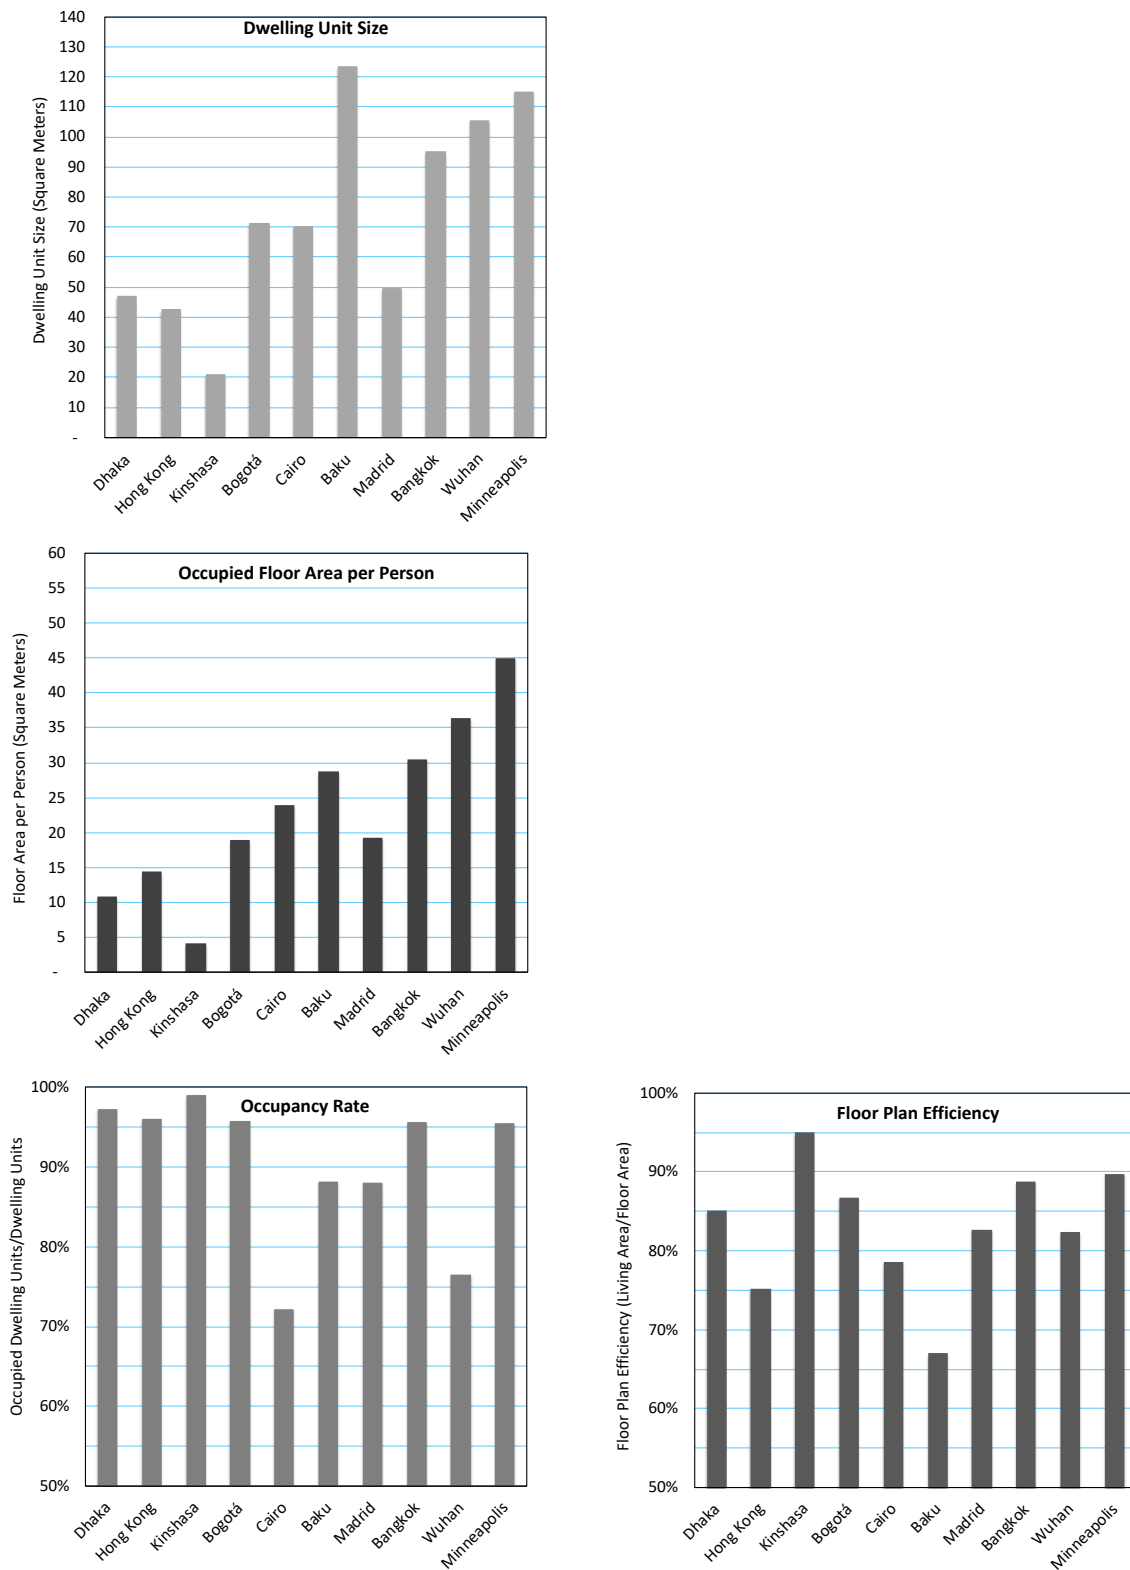 Dwelling Unit Size
Dwelling Unit Size (Square Meters)
140
130
120
110
100
90
80
70
60
50
40
30
20
10
-
Dhaka
Hong Kong
Kinshasa
Bogotá
Cairo
Baku
Madrid
Bangkok
Wuhan
Minneapolis
Occupied Floor Area per Person
Floor Area per Person (Square Meters)
60
55
50
45
40
35
30
25
20
15
10
5
-
Dhaka
Hong Kong
Kinshasa
Bogotá
Cairo
Baku
Madrid
Bangkok
Wuhan
Minneapolis
Occupancy Rate
Occupied Dwelling Units/Dwelling Units
100%
90%
80%
70%
60%
50%
Dhaka
Hong Kong
Kinshasa
Bogotá
Cairo
Baku
Madrid
Bangkok
Wuhan
Minneapolis
Floor Plan Efficiency
Floor Plan Efficiency (Living Area/Floor Area)
100%
90%
80%
70%
60%
50%
Dhaka
Hong Kong
Kinshasa
Bogotá
Cairo
Baku
Madrid
Bangkok
Wuhan
Minneapolis